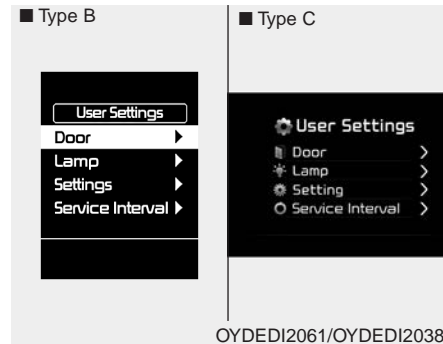 ■ Type B
■ Type C
User Settings
Door
Lamp
Settings
Service Interval
User Settings
Door
Lamp
Setting
Service Interval
OYDEDI2061/OYDEDI2038